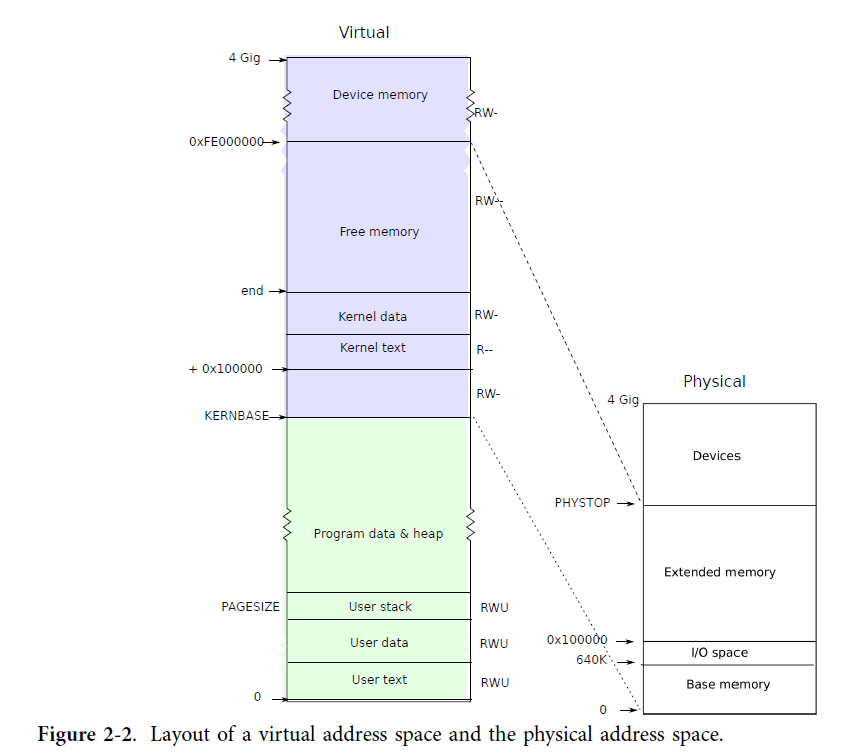 Virtual
4 Gig
Device memory
RW-
0xFE000000
RW--
Free memory
end
Kernel data
RW-
Kernel text
R--
+ 0x100000
Physical
RW-
4 Gig
KERNBASE
Devices
PHYSTOP
Program data & heap
Extended memory
PAGESIZE
User stack
RWU
0x100000
User data
RWU
I/O space
640K
User text
RWU
Base memory
0
0
Figure 2-2. Layout of a virtual address space and the physical address space.